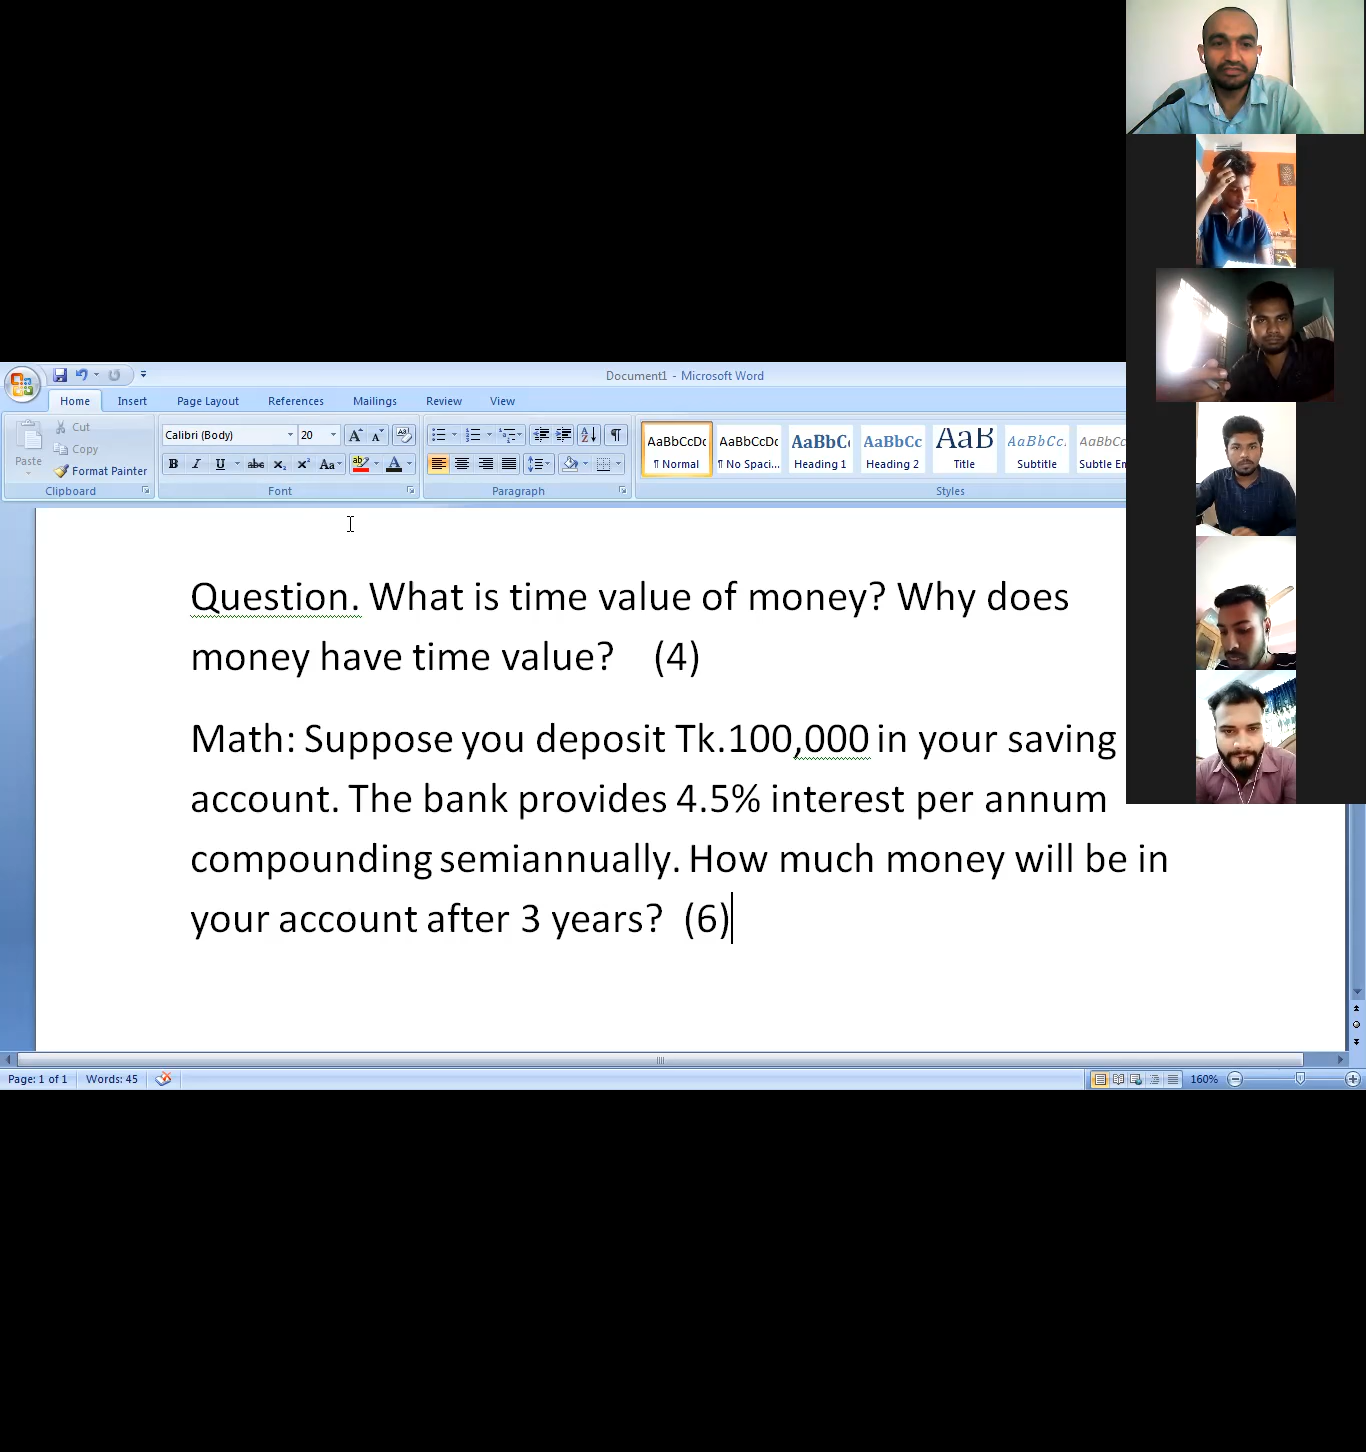 Document1 - Microsoft Word
Home Insert Page Layout References Mailings Review View
Cut
Copy
Paste
Format Painter
Clipboard
Calibri (Body) 20
Font
Paragraph
AaBbCcDc AaBbCcDc AaBbC AaBbCc AaB AaBbCc. AaBbCc
¶ Normal ¶ No Spaci... Heading 1 Heading 2 Title Subtitle Subtle Em
Styles
Question. What is time value of money? Why does
money have time value? (4)
Math: Suppose you deposit Tk.100,000 in your saving
account. The bank provides 4.5% interest per annum
compounding semiannually. How much money will be in
your account after 3 years? (6)
Page: 1 of 1 Words: 45 160%